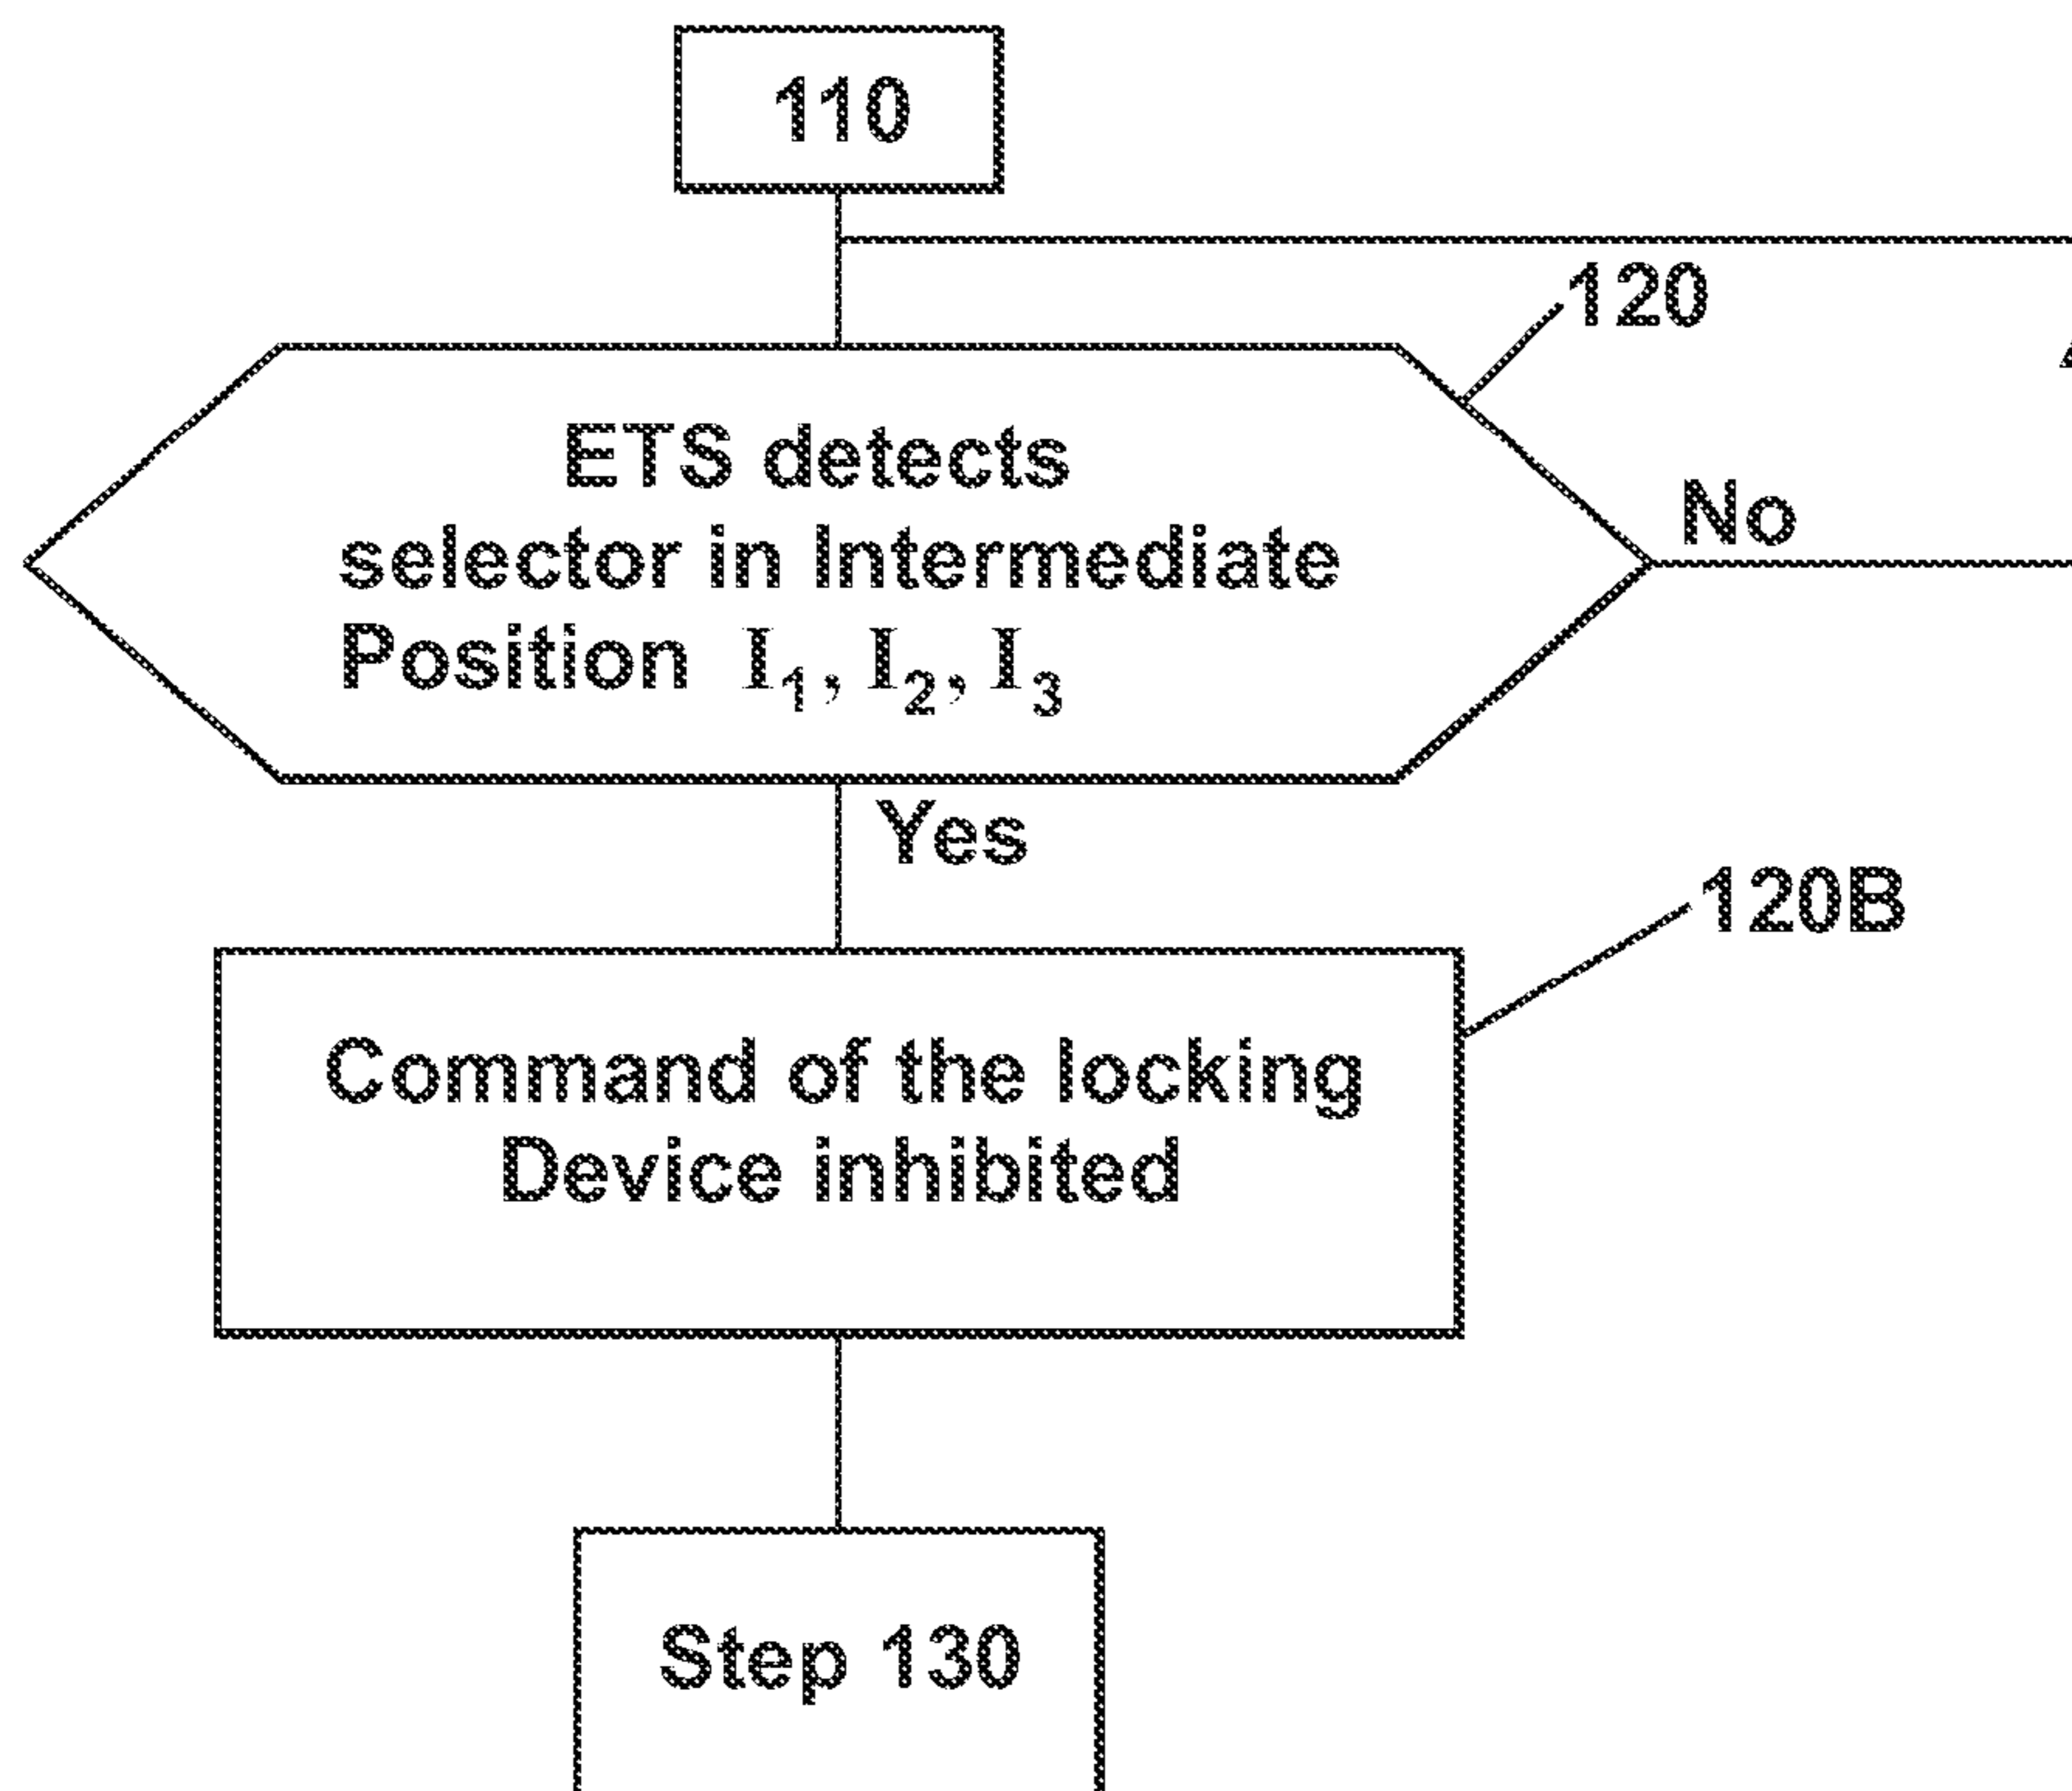 110
120
ETS detects
selector in Intermediate
Position I₁, I₂, I₃
No
Yes
120B
Command of the locking
Device inhibited
Step 130